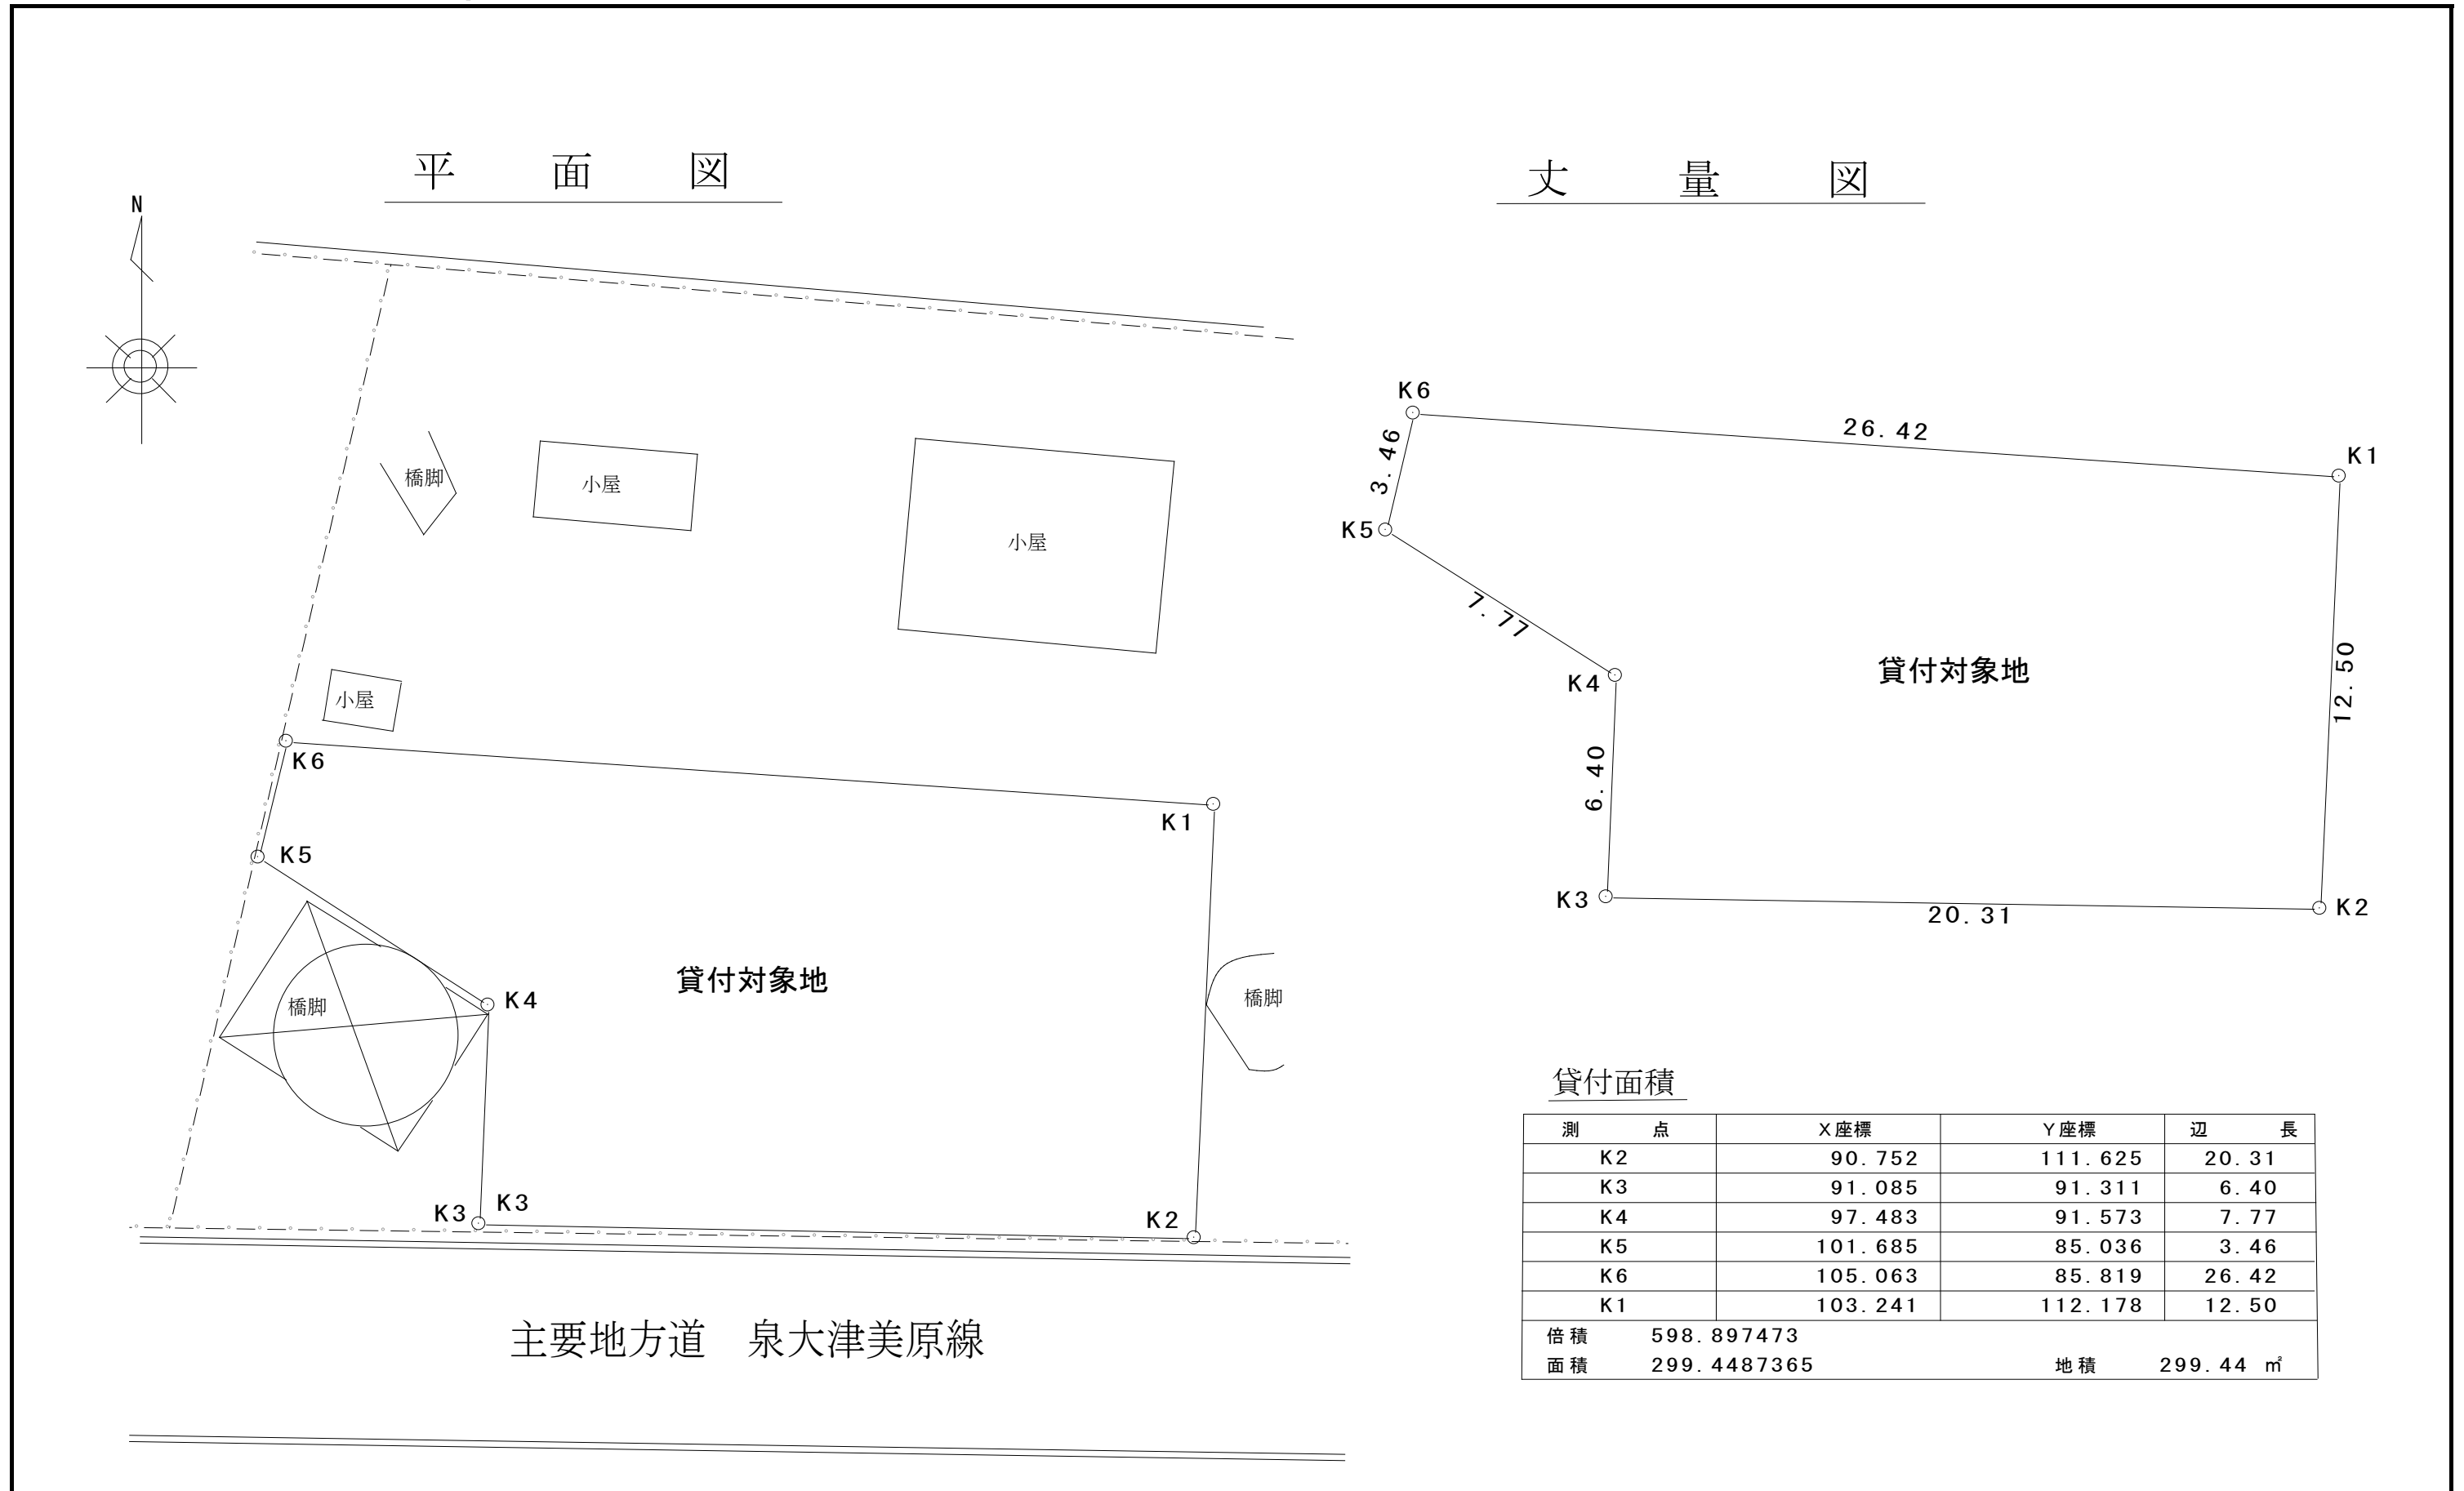 平 面 図
丈 量 図
N
橋脚
小屋
小屋
小屋
K6
K1
K5
K4
橋脚
貸付対象地
橋脚
K3
K3
K2
主要地方道 泉大津美原線
K6
26.42
K1
3.46
K5
7.77
K4
貸付対象地
12.50
6.40
K3
20.31
K2
貸付面積
測 点 X座標 Y座標 辺 長
K2 90.752 111.625 20.31
K3 91.085 91.311 6.40
K4 97.483 91.573 7.77
K5 101.685 85.036 3.46
K6 105.063 85.819 26.42
K1 103.241 112.178 12.50
倍積 598.897473
面積 299.4487365 地積 299.44 ㎡